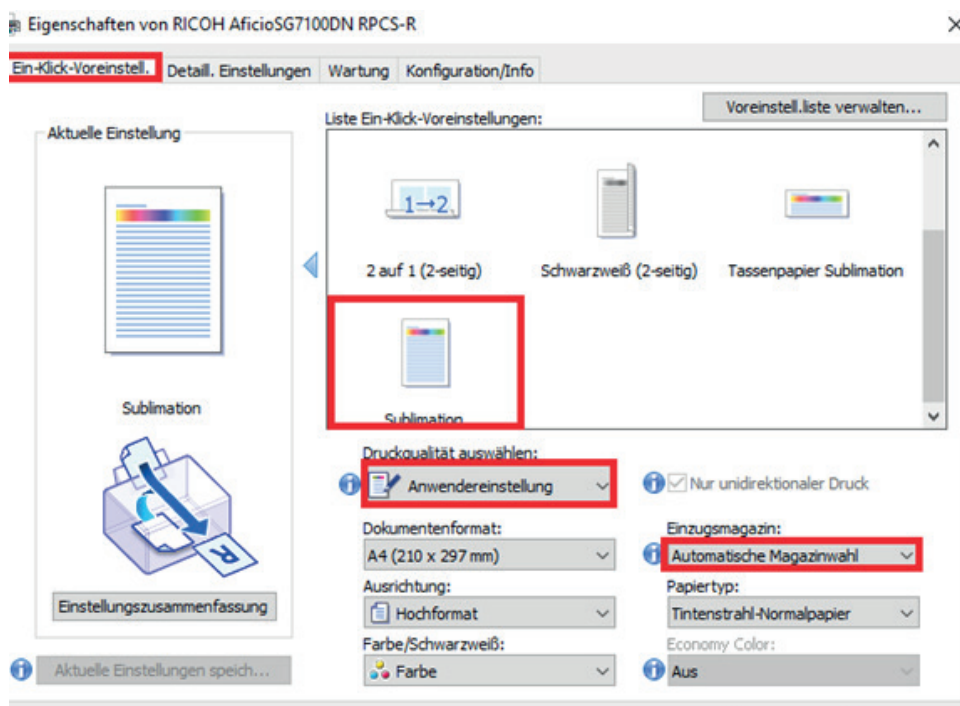 Eigenschaften von RICOH AficioSG7100DN RPCS-R
Ein-Klick-Voreinstell. Detaill. Einstellungen Wartung Konfiguration/Info
Voreinstell.liste verwalten...
Aktuelle Einstellung
Liste Ein-Klick-Voreinstellungen:
1→2
2 auf 1 (2-seitig) Schwarzweiß (2-seitig) Tassenpapier Sublimation
Sublimation
Sublimation
Druckqualität auswählen:
Anwendereinstellung
Nur unidirektionaler Druck
Dokumentenformat:
Einzugsmagazin:
A4 (210 x 297 mm)
Automatische Magazinwahl
Ausrichtung:
Papiertyp:
R
Einstellungszusammenfassung
Hochformat
Tintenstrahl-Normalpapier
Farbe/Schwarzweiß:
Economy Color:
Aktuelle Einstellungen speich...
Farbe
Aus